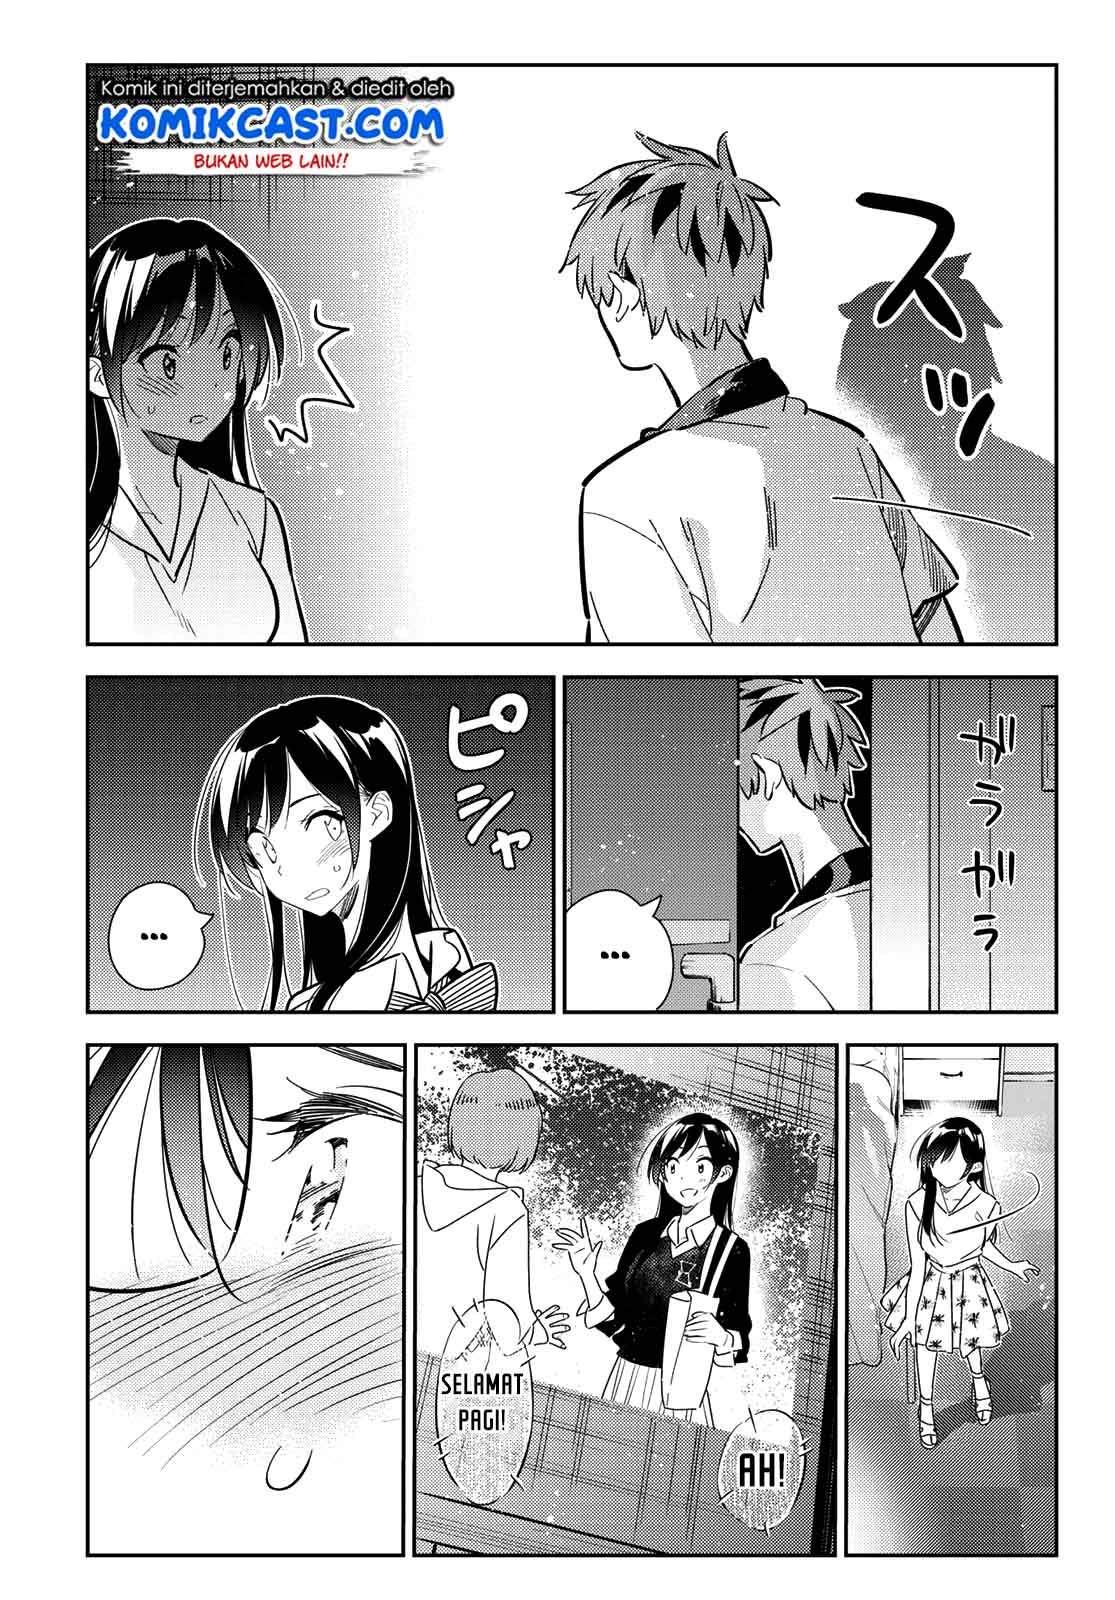 Komik ini diterjemahkan & diedit oleh
KOMIKCAST.COM
BUKAN WEB LAIN!!
スッ
ガラガラ
...
ピシャ
...
AH!
SELAMAT
PAGI!